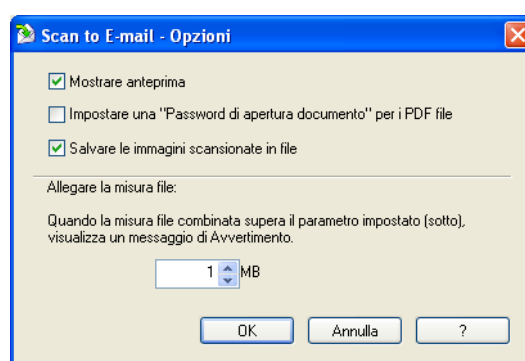 Scan to E-mail - Opzioni
Mostrare anteprima
Impostare una "Password di apertura documento" per i PDF file
Salvare le immagini scansionate in file
Allegare la misura file:
Quando la misura file combinata supera il parametro impostato (sotto),
visualizza un messaggio di Avvertimento.
1 MB
OK Annulla ?